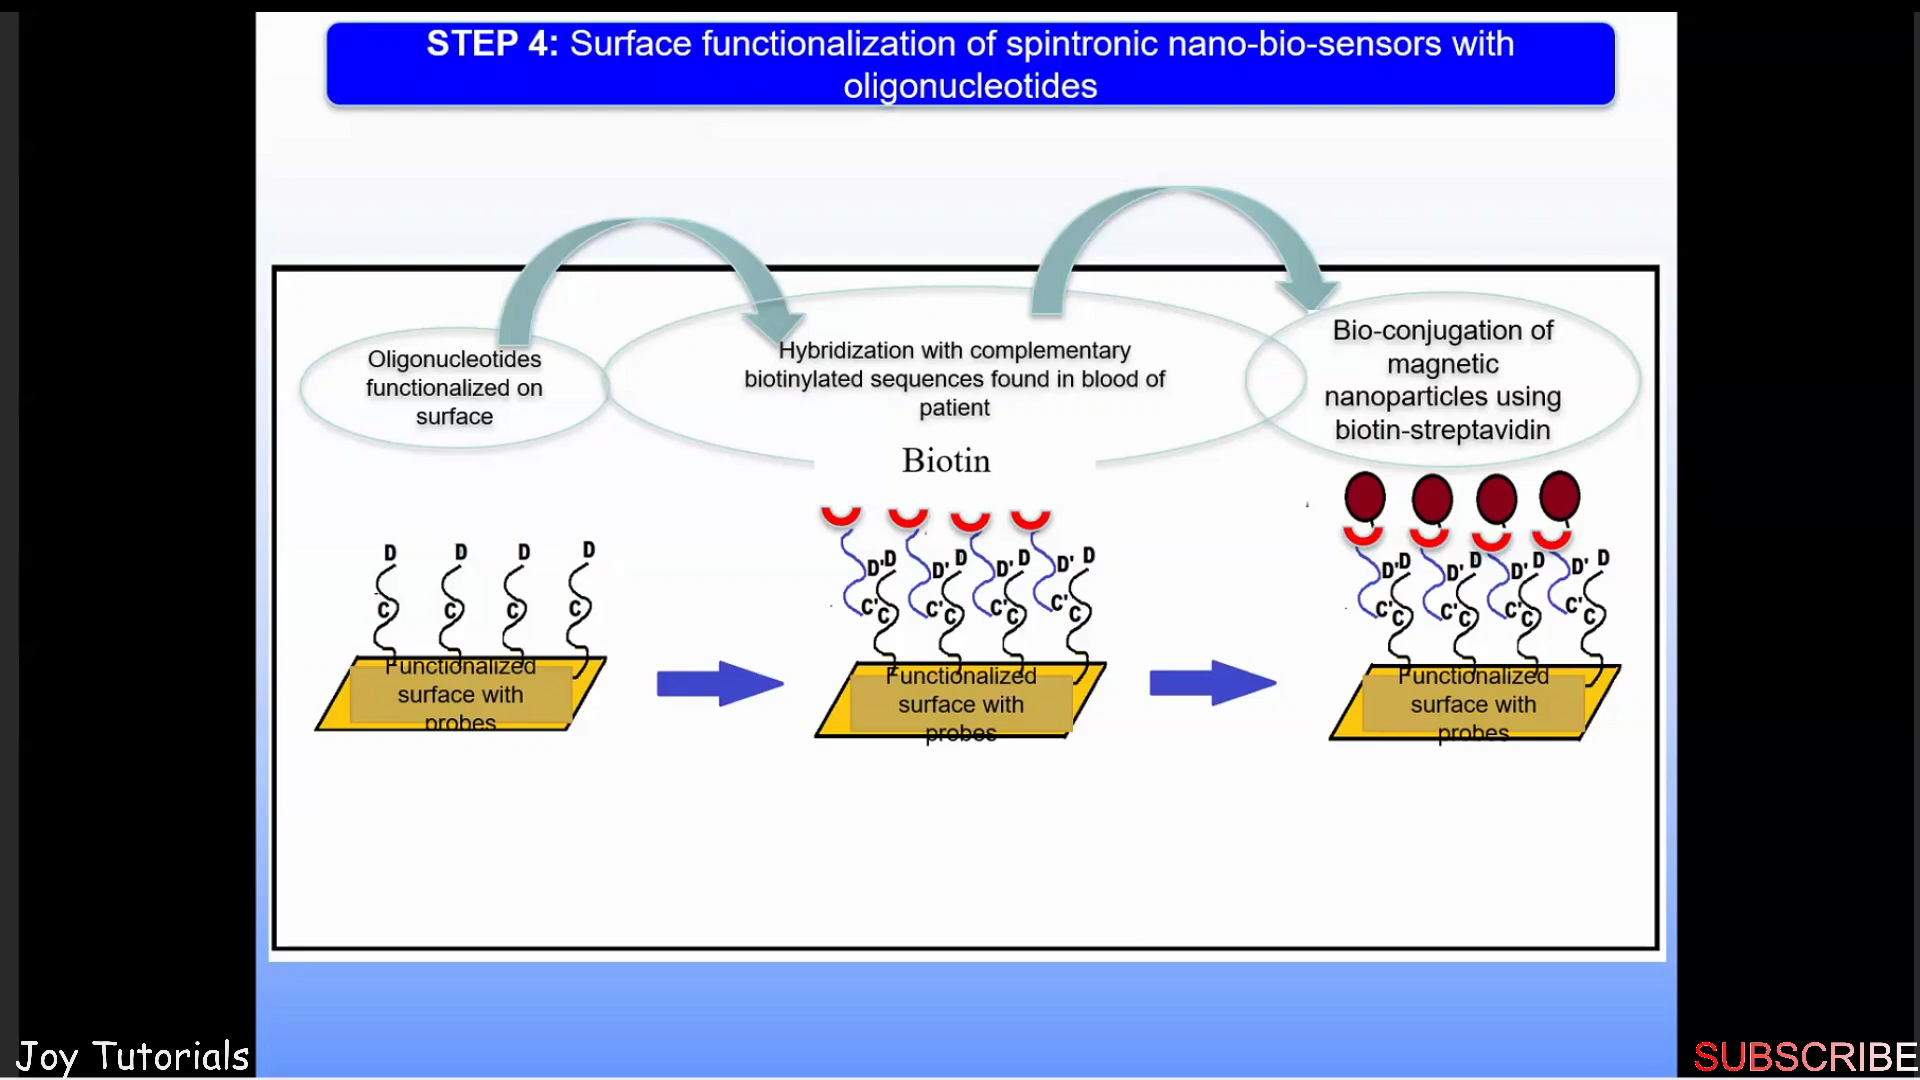 STEP 4: Surface functionalization of spintronic nano-bio-sensors with
oligonucleotides
Oligonucleotides
functionalized on
surface
Hybridization with complementary
biotinylated sequences found in blood of
patient
Bio-conjugation of
magnetic
nanoparticles using
biotin-streptavidin
Biotin
D D D D
C C C C
Functionalized
surface with
probes
D'D D' D D' D D' D
C'C C'C C'C C'C
Functionalized
surface with
probes
D'D D' D D' D D' D
C'C C'C C'C C'C
Functionalized
surface with
probes
Joy Tutorials
SUBSCRIBE